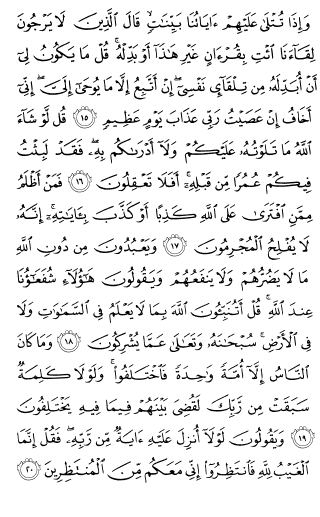 وَإِذَا تُتْلَىٰ عَلَيْهِمْ ءَايَاتُنَا بَيِّنَٰتٍ قَالَ ٱلَّذِينَ لَا يَرْجُونَ
لِقَآءَنَا ٱئْتِ بِقُرْءَانٍ غَيْرِ هَٰذَآ أَوْ بَدِّلْهُ ۚ قُلْ مَا يَكُونُ لِىٓ
أَنْ أُبَدِّلَهُۥ مِن تِلْقَآئِ نَفْسِىٓ ۖ إِنْ أَتَّبِعُ إِلَّا مَا يُوحَىٰٓ إِلَىَّ ۖ إِنِّىٓ
أَخَافُ إِنْ عَصَيْتُ رَبِّى عَذَابَ يَوْمٍ عَظِيمٍ ١٥ قُل لَّوْ شَآءَ
ٱللَّهُ مَا تَلَوْتُهُۥ عَلَيْكُمْ وَلَآ أَدْرَىٰكُم بِهِۦ ۖ فَقَدْ لَبِثْتُ
فِيكُمْ عُمُرًا مِّن قَبْلِهِۦٓ ۚ أَفَلَا تَعْقِلُونَ ١٦ فَمَنْ أَظْلَمُ
مِمَّنِ ٱفْتَرَىٰ عَلَى ٱللَّهِ كَذِبًا أَوْ كَذَّبَ بِـَٔايَٰتِهِۦٓ ۚ إِنَّهُۥ
لَا يُفْلِحُ ٱلْمُجْرِمُونَ ١٧ وَيَعْبُدُونَ مِن دُونِ ٱللَّهِ
مَا لَا يَضُرُّهُمْ وَلَا يَنفَعُهُمْ وَيَقُولُونَ هَٰٓؤُلَآءِ شُفَعَٰٓؤُنَا
عِندَ ٱللَّهِ ۚ قُلْ أَتُنَبِّـُٔونَ ٱللَّهَ بِمَا لَا يَعْلَمُ فِى ٱلسَّمَٰوَٰتِ وَلَا
فِى ٱلْأَرْضِ ۚ سُبْحَٰنَهُۥ وَتَعَٰلَىٰ عَمَّا يُشْرِكُونَ ١٨ وَمَا كَانَ
ٱلنَّاسُ إِلَّآ أُمَّةً وَٰحِدَةً فَٱخْتَلَفُوا۟ ۚ وَلَوْلَا كَلِمَةٌ
سَبَقَتْ مِن رَّبِّكَ لَقُضِىَ بَيْنَهُمْ فِيمَا فِيهِ يَخْتَلِفُونَ
١٩ وَيَقُولُونَ لَوْلَآ أُنزِلَ عَلَيْهِ ءَايَةٌ مِّن رَّبِّهِۦ ۖ فَقُلْ إِنَّمَا
ٱلْغَيْبُ لِلَّهِ فَٱنتَظِرُوٓا۟ إِنِّى مَعَكُم مِّنَ ٱلْمُنتَظِرِينَ ٢٠